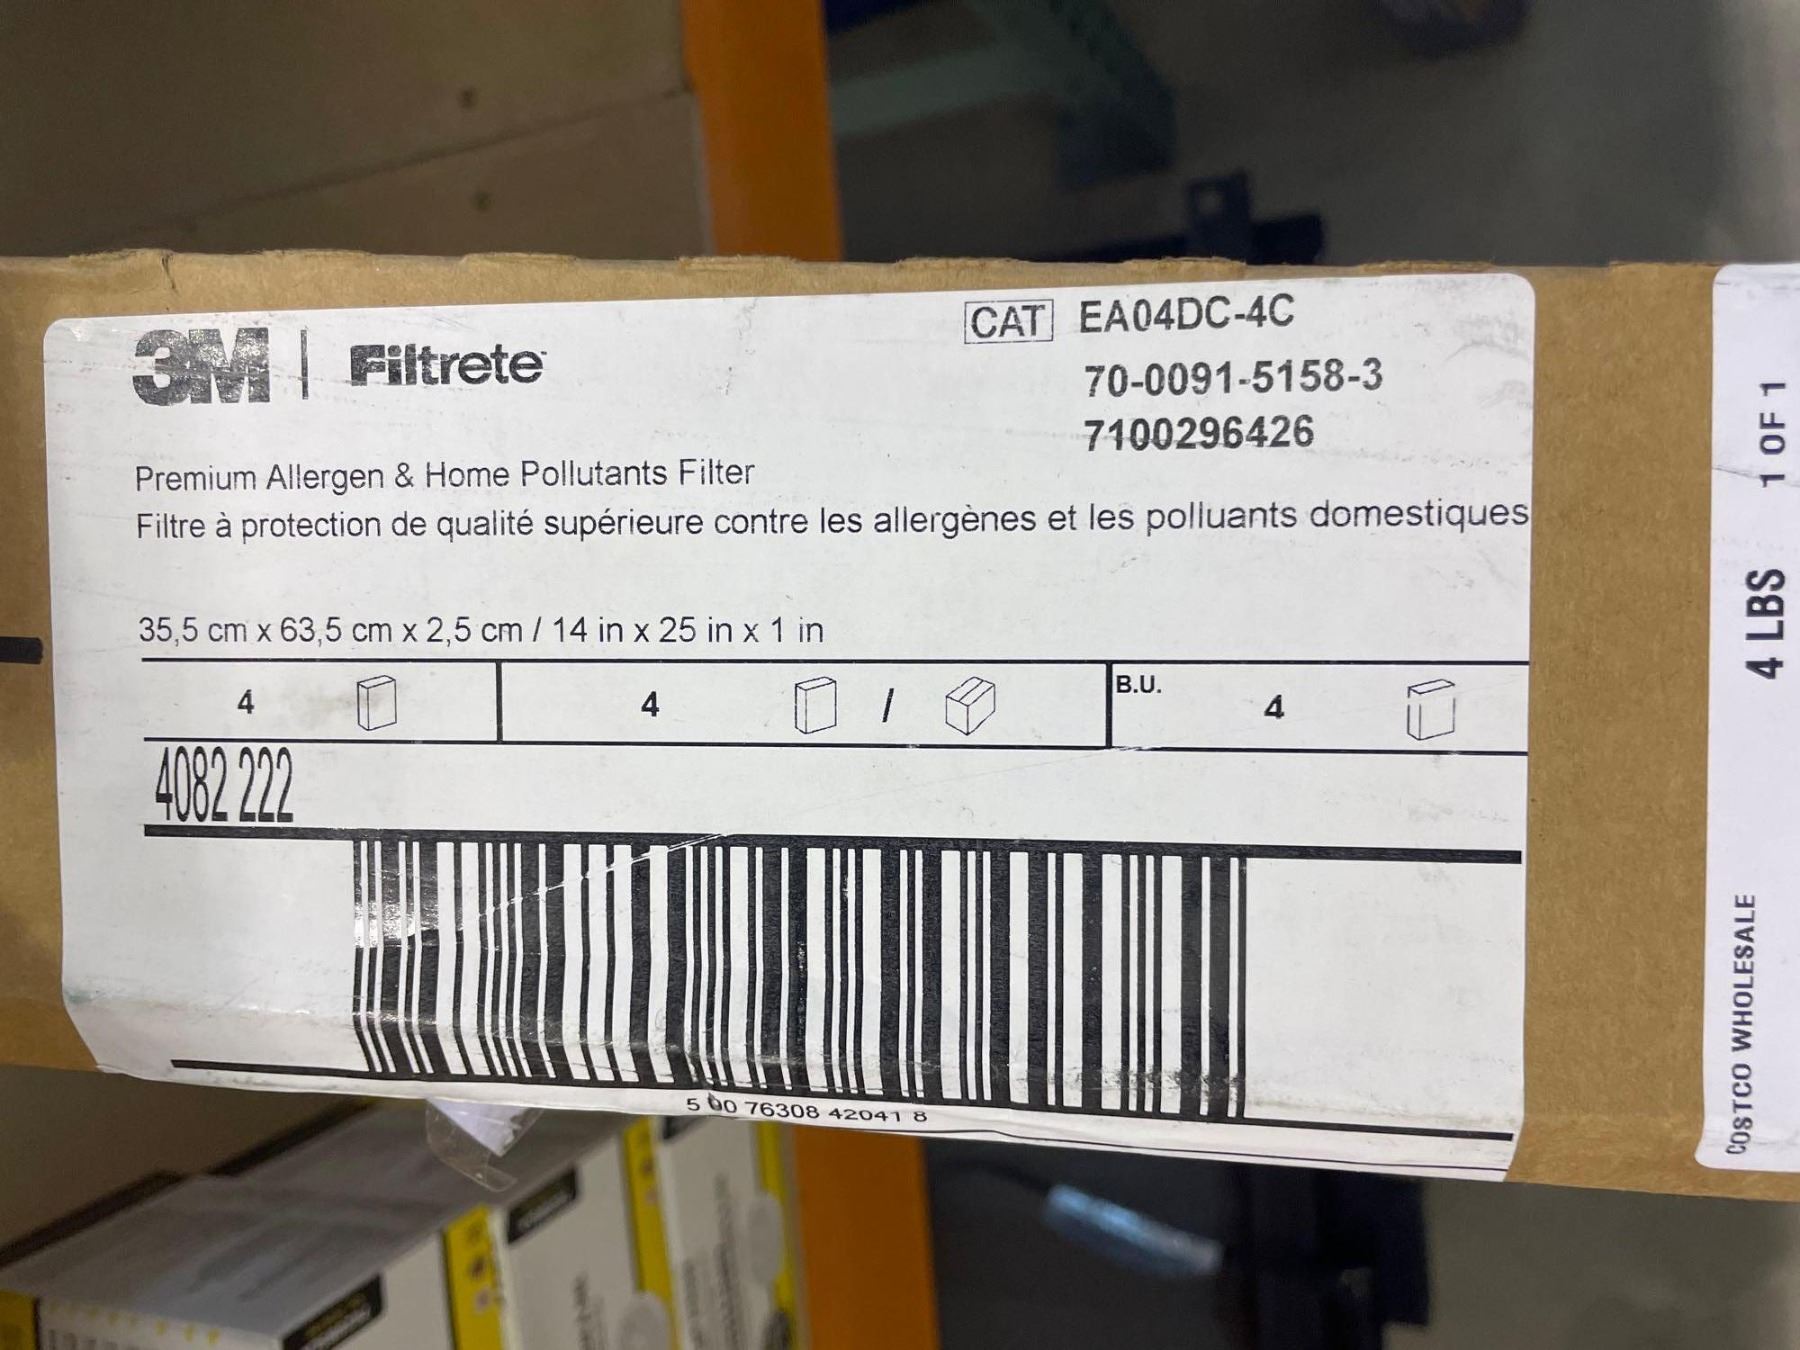 3M | Filtrete
CAT EA04DC-4C
70-0091-5158-3
7100296426
Premium Allergen & Home Pollutants Filter
Filtre à protection de qualité supérieure contre les allergènes et les polluants domestiques
35,5 cm x 63,5 cm x 2,5 cm / 14 in x 25 in x 1 in
4 4 / B.U. 4
4082 222
5 00 76308 42041 8
COSTCO WHOLESALE 4 LBS 1 OF 1